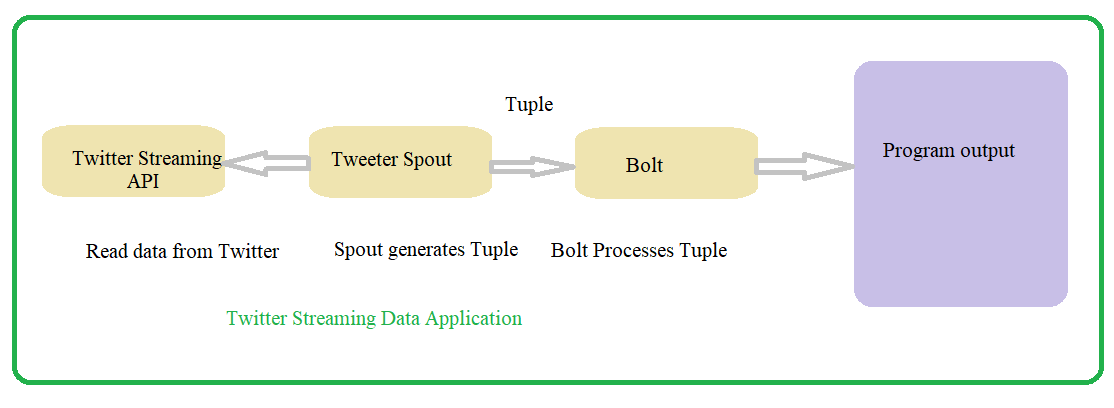 Tuple
Twitter Streaming
API
Tweeter Spout
Bolt
Program output
Read data from Twitter
Spout generates Tuple
Bolt Processes Tuple
Twitter Streaming Data Application